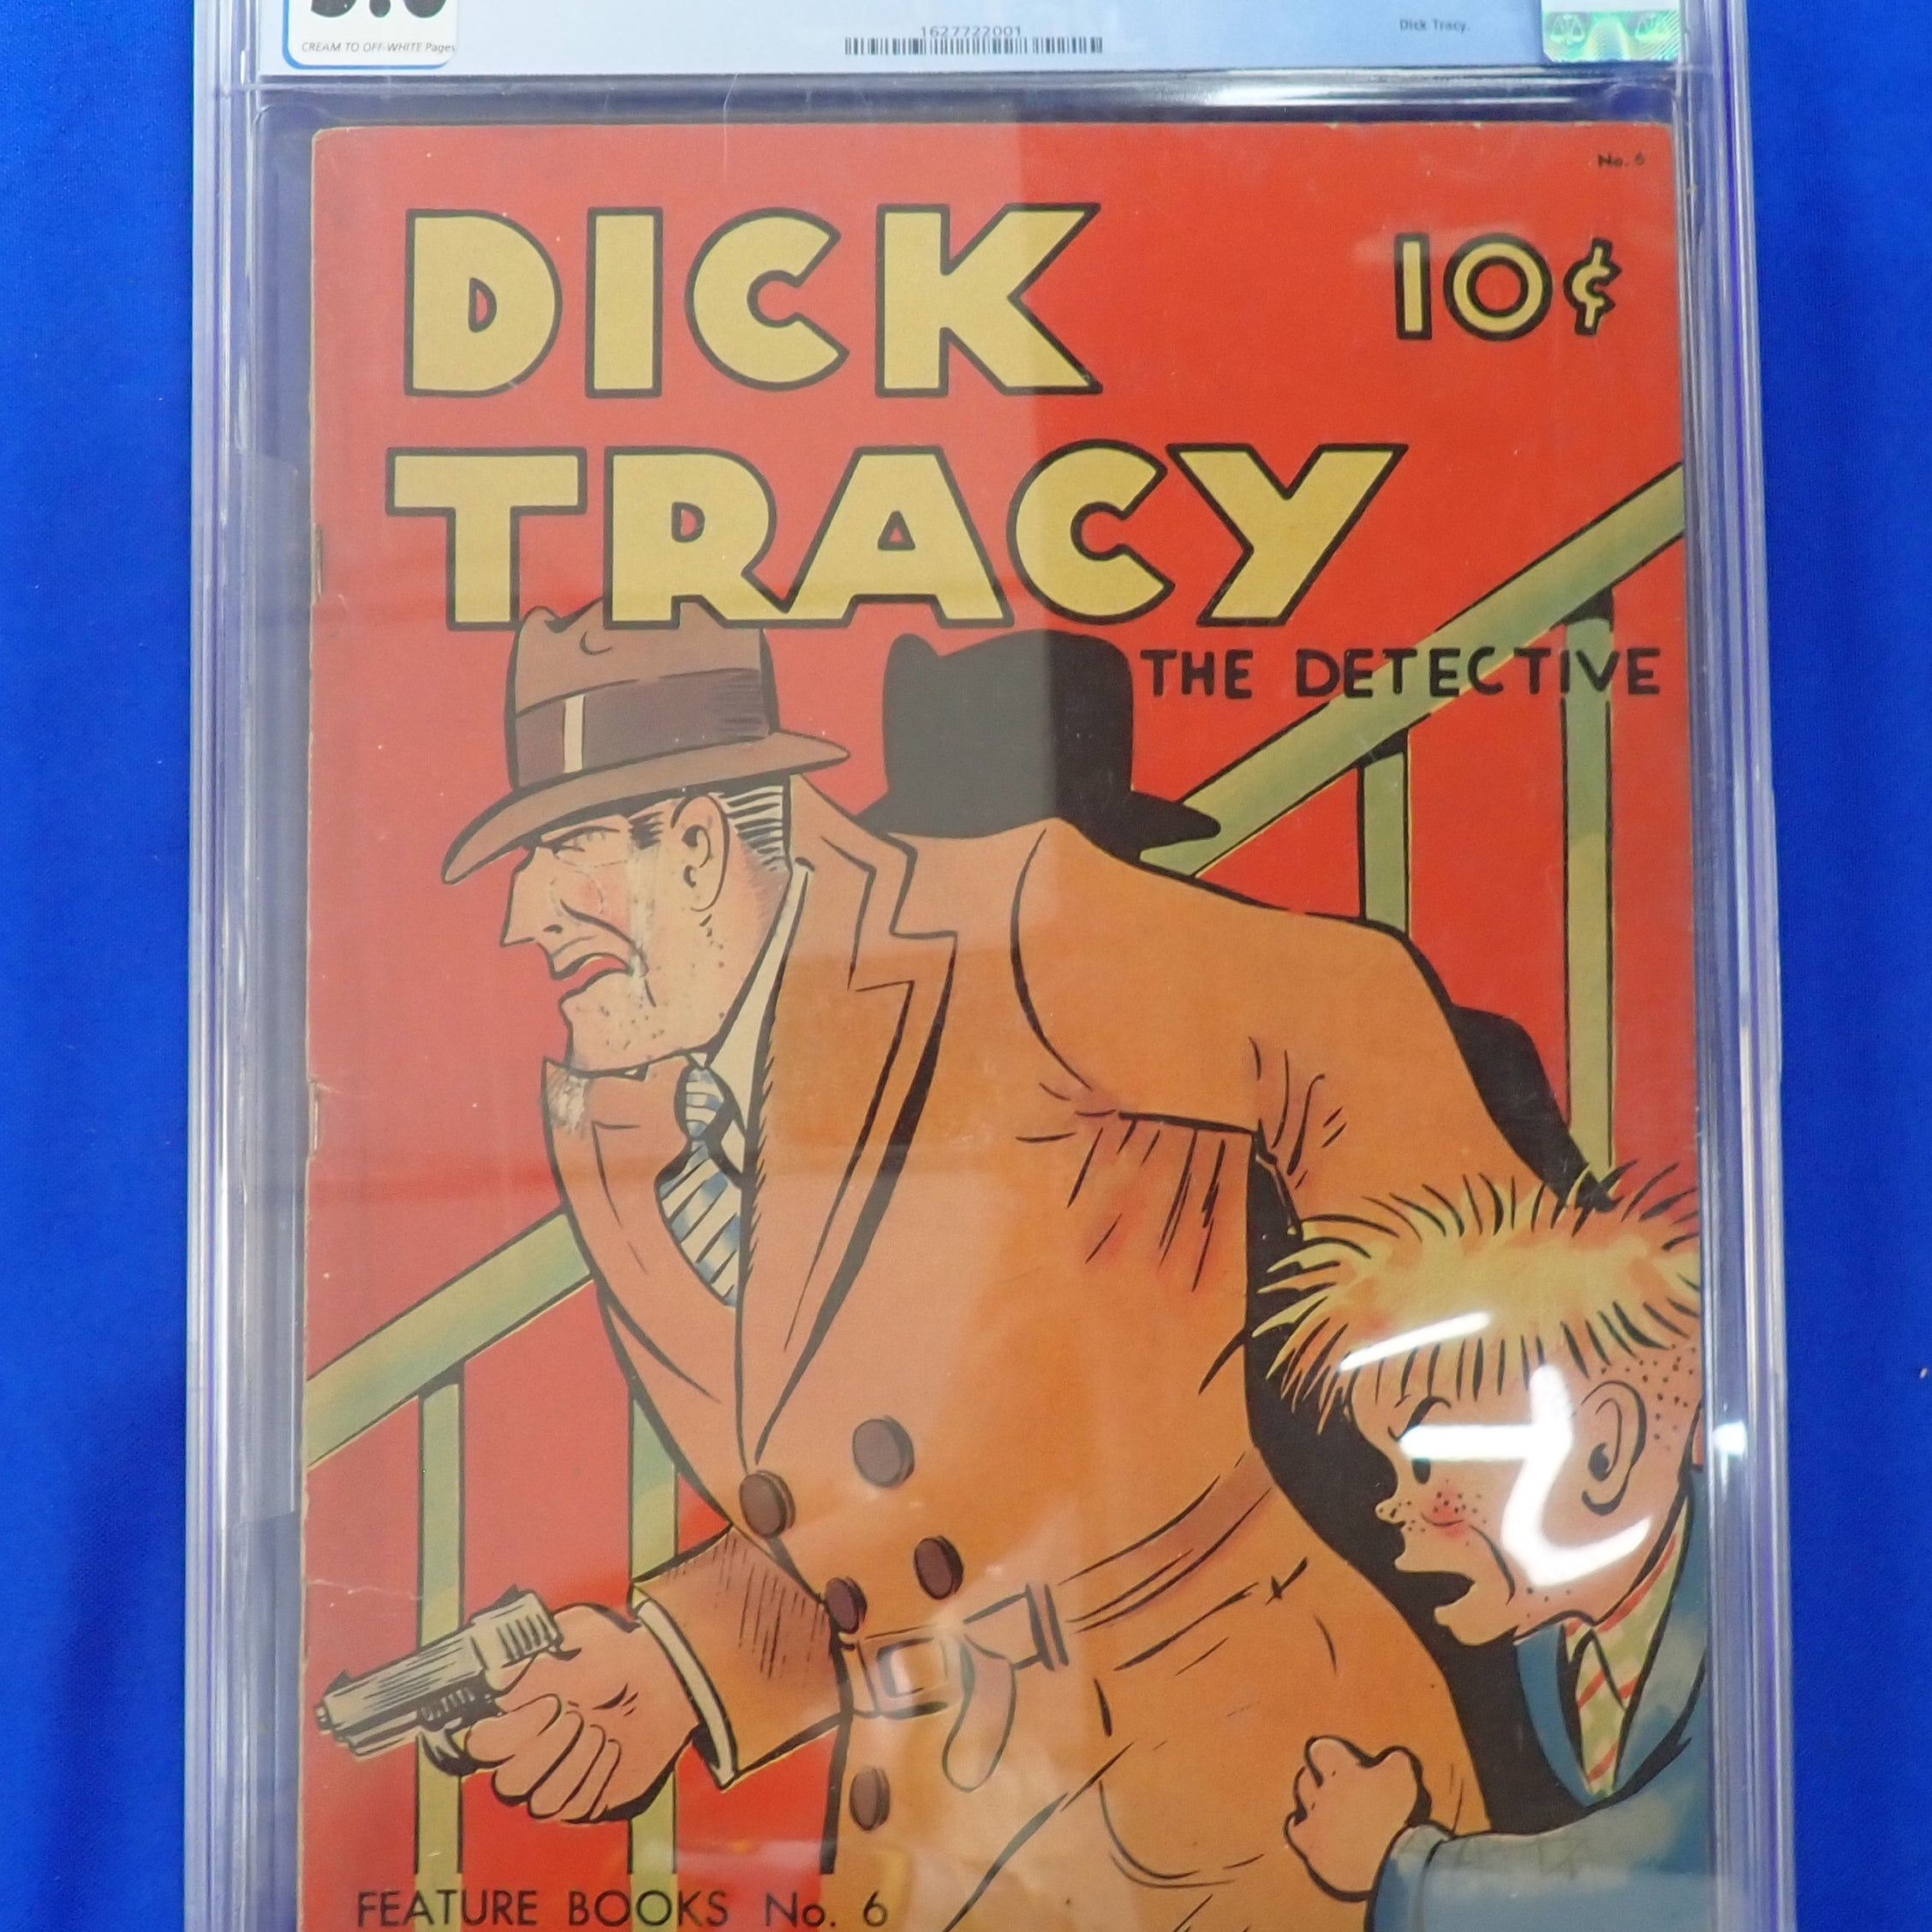 CREAM TO OFF-WHITE Pages
1627722001
Dick Tracy.
No. 6
DICK
10¢
TRACY
THE DETECTIVE
FEATURE BOOKS No. 6